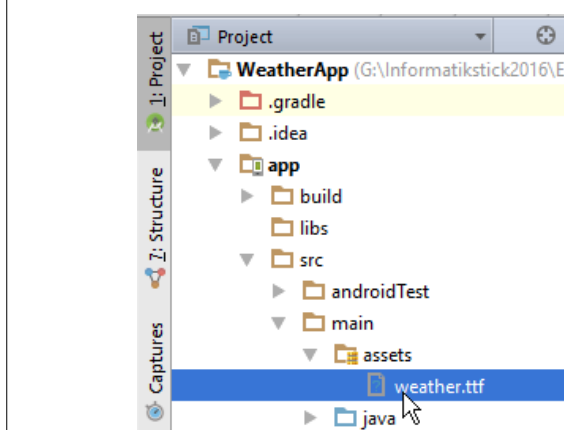 Project
WeatherApp (G:\Informatikstick2016\E
.gradle
.idea
app
build
libs
src
androidTest
main
assets
weather.ttf
java
1: Project
7: Structure
Captures